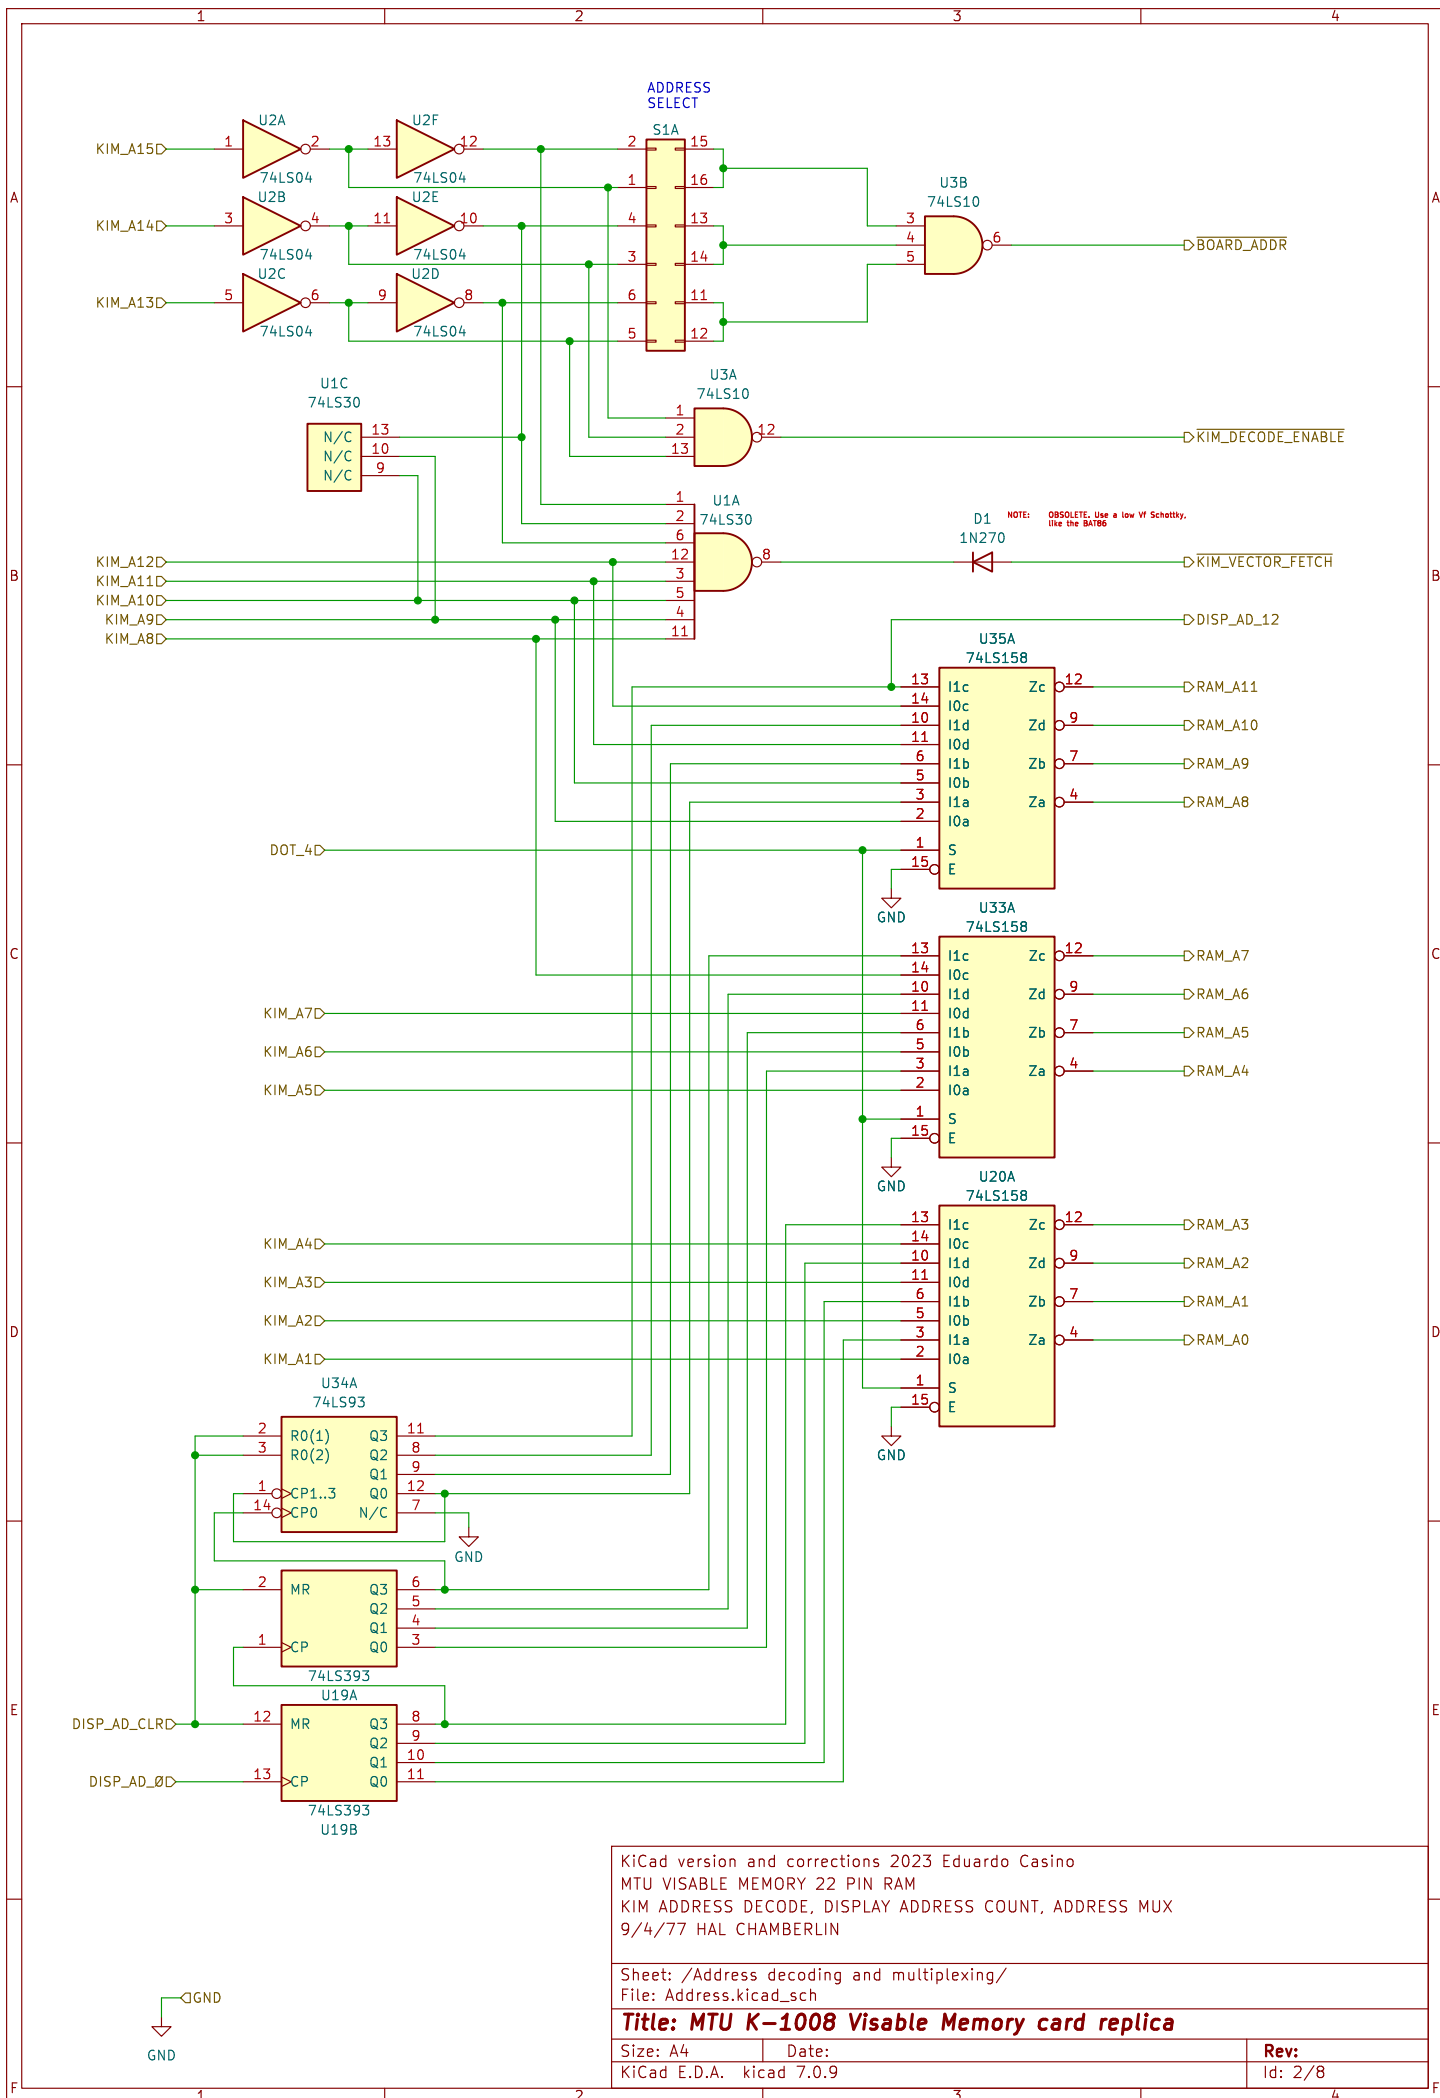 1 2 3 4
ADDRESS
SELECT
U2A U2F S1A
KIM_A15 1 2 13 12 2 15
74LS04 74LS04 1 16
U2B U2E U3B
74LS10
A A
KIM_A14 3 4 11 10 4 13 3
4 6 BOARD_ADDR
74LS04 74LS04 3 14 5
U2C U2D
KIM_A13 5 6 9 8 6 11
74LS04 74LS04 5 12
U3A
74LS10
U1C
74LS30
1
N/C 13 2 12 KIM_DECODE_ENABLE
N/C 10 13
N/C 9
U1A
74LS30
1
2
6
D1
1N270
NOTE: OBSOLETE. Use a low Vf Schottky,
like the BAT86
KIM_A12 12 8 KIM_VECTOR_FETCH
B B
KIM_A11 3
KIM_A10 5
KIM_A9 4 DISP_AD_12
KIM_A8 11
U35A
74LS158
13 I1c Zc 12 RAM_A11
14 I0c
10 I1d Zd 9 RAM_A10
11 I0d
6 I1b Zb 7 RAM_A9
5 I0b
3 I1a Za 4 RAM_A8
2 I0a
DOT_4 1 S
15 E
GND
U33A
74LS158
C C
13 I1c Zc 12 RAM_A7
14 I0c
10 I1d Zd 9 RAM_A6
KIM_A7 11 I0d
6 I1b Zb 7 RAM_A5
KIM_A6 5 I0b
3 I1a Za 4 RAM_A4
KIM_A5 2 I0a
1 S
15 E
GND
U20A
74LS158
13 I1c Zc 12 RAM_A3
KIM_A4 14 I0c
10 I1d Zd 9 RAM_A2
KIM_A3 11 I0d
6 I1b Zb 7 RAM_A1
KIM_A2 5 I0b
D D
3 I1a Za 4 RAM_A0
KIM_A1 2 I0a
1 S
15 E
GND
U34A
74LS93
2 R0(1) Q3 11
3 R0(2) Q2 8
Q1 9
1 CP1..3 Q0 12
14 CP0 N/C 7
GND
2 MR Q3 6
Q2 5
Q1 4
1 CP Q0 3
74LS393
U19A
E E
DISP_AD_CLR 12 MR Q3 8
Q2 9
Q1 10
DISP_AD_Ø 13 CP Q0 11
74LS393
U19B
KiCad version and corrections 2023 Eduardo Casino
MTU VISABLE MEMORY 22 PIN RAM
KIM ADDRESS DECODE, DISPLAY ADDRESS COUNT, ADDRESS MUX
9/4/77 HAL CHAMBERLIN
Sheet: /Address decoding and multiplexing/
File: Address.kicad_sch
GND
GND
Title: MTU K-1008 Visable Memory card replica
Size: A4 Date: Rev:
KiCad E.D.A. kicad 7.0.9 Id: 2/8
F F
1 2 3 4